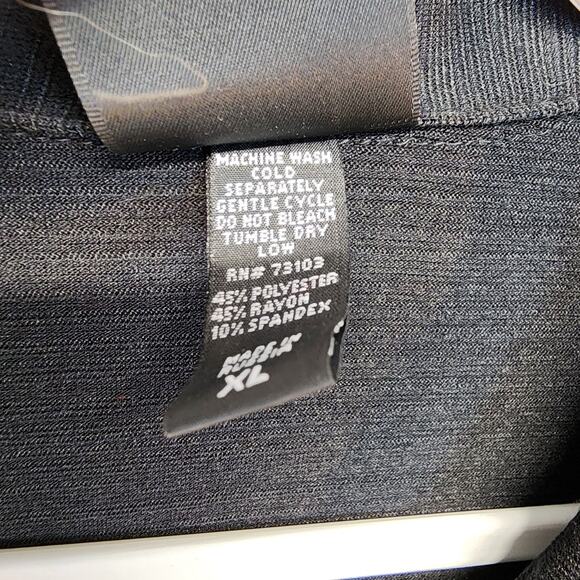 MACHINE WASH
COLD
SEPARATELY
GENTLE CYCLE
DO NOT BLEACH
TUMBLE DRY
LOW
RN# 73103
45% POLYESTER
45% RAYON
10% SPANDEX
XL